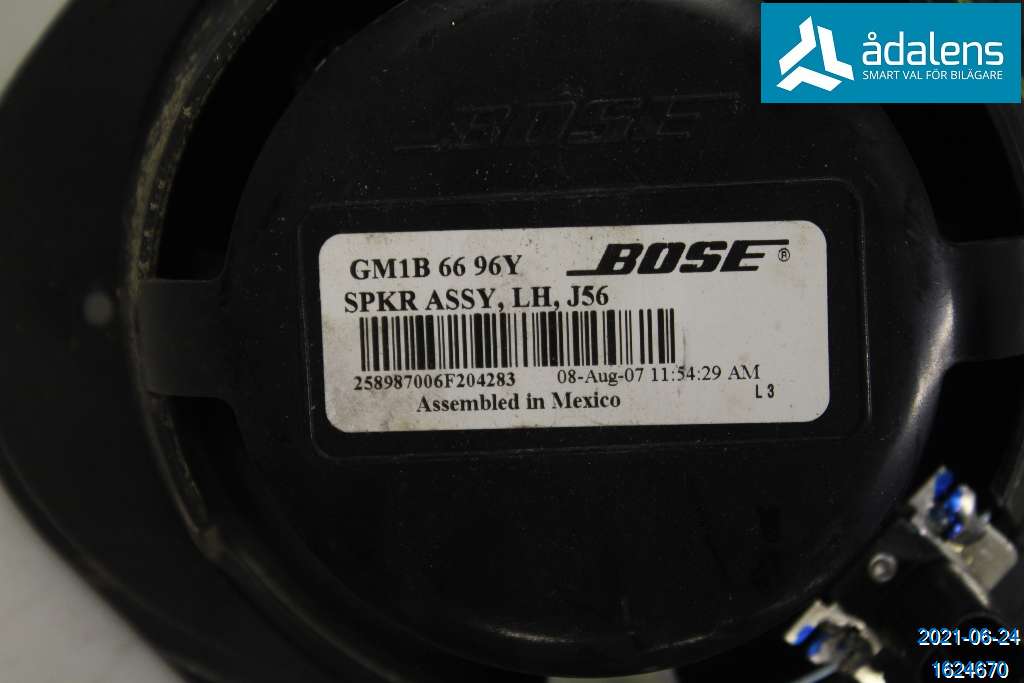 ådalens
SMART VAL FÖR BILÄGARE
BOSE
GM1B 66 96Y BOSE®
SPKR ASSY, LH, J56
258987006F204283 08-Aug-07 11:54:29 AM
Assembled in Mexico L 3
2021-06-24
1624670